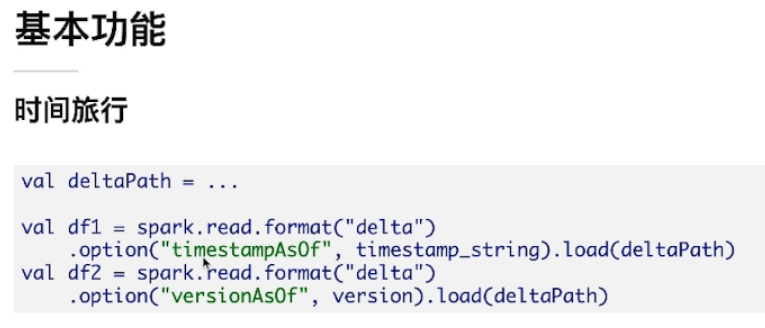 基本功能
时间旅行
val deltaPath = ...
val df1 = spark.read.format("delta")
.option("timestampAsOf", timestamp_string).load(deltaPath)
val df2 = spark.read.format("delta")
.option("versionAsOf", version).load(deltaPath)